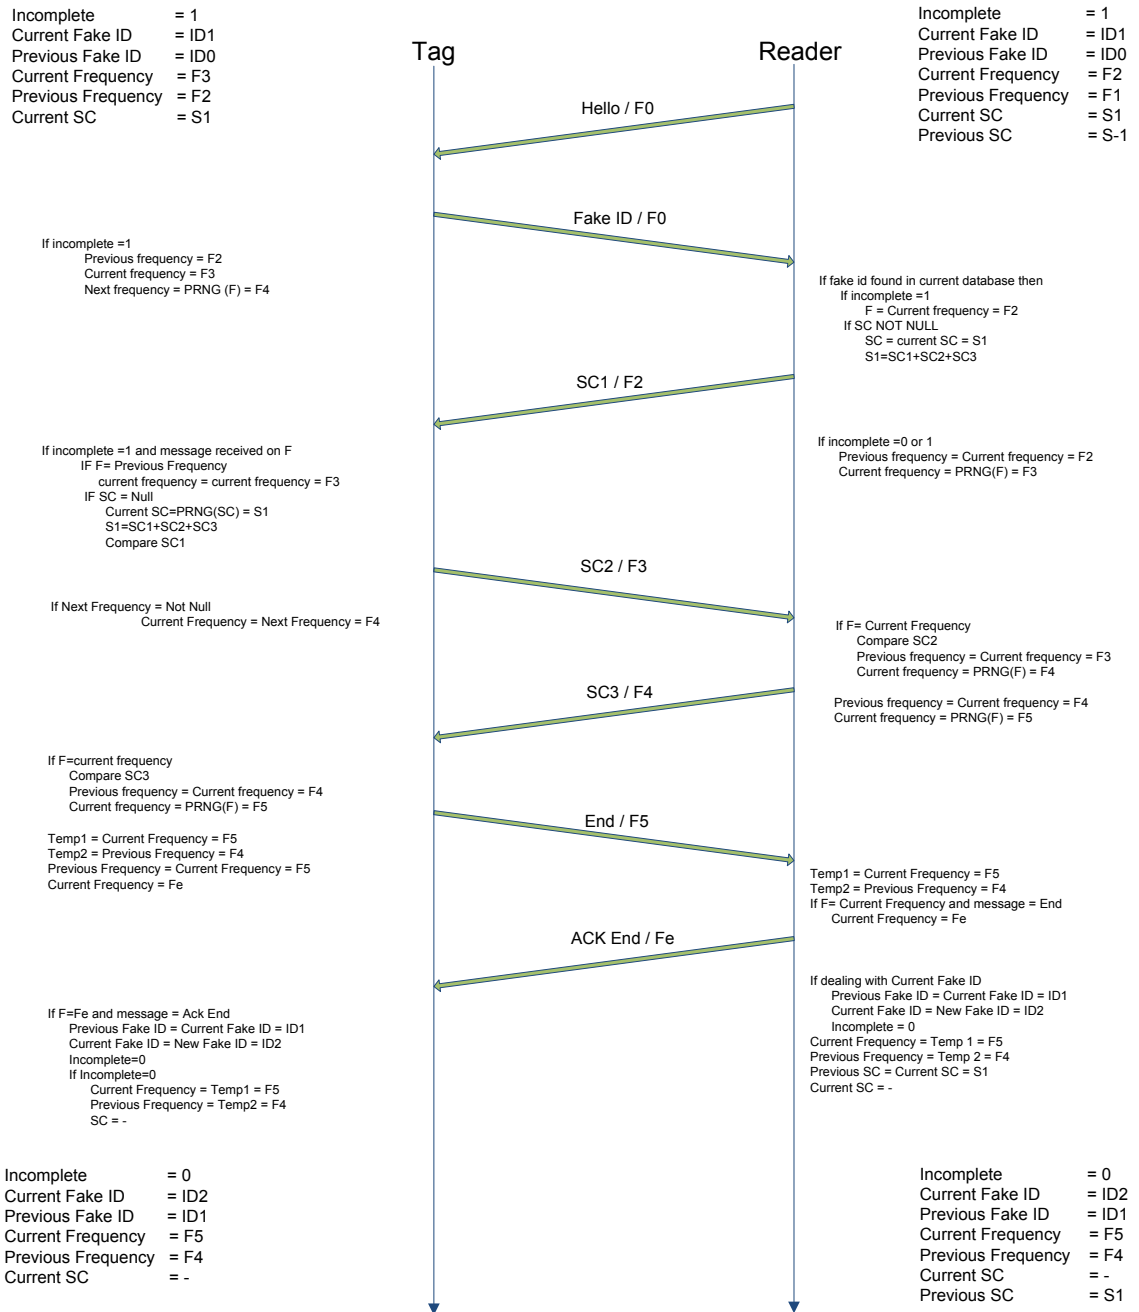 Incomplete = 1
Current Fake ID = ID1
Previous Fake ID = ID0
Current Frequency = F3
Previous Frequency = F2
Current SC = S1
Tag
Reader
Incomplete = 1
Current Fake ID = ID1
Previous Fake ID = ID0
Current Frequency = F2
Previous Frequency = F1
Current SC = S1
Previous SC = S-1
Hello / F0
Fake ID / F0
If incomplete =1
Previous frequency = F2
Current frequency = F3
Next frequency = PRNG (F) = F4
If fake id found in current database then
If incomplete =1
F = Current frequency = F2
If SC NOT NULL
SC = current SC = S1
S1=SC1+SC2+SC3
SC1 / F2
If incomplete =1 and message received on F
IF F= Previous Frequency
current frequency = current frequency = F3
IF SC = Null
Current SC=PRNG(SC) = S1
S1=SC1+SC2+SC3
Compare SC1
If incomplete =0 or 1
Previous frequency = Current frequency = F2
Current frequency = PRNG(F) = F3
SC2 / F3
If Next Frequency = Not Null
Current Frequency = Next Frequency = F4
If F= Current Frequency
Compare SC2
Previous frequency = Current frequency = F3
Current frequency = PRNG(F) = F4
SC3 / F4
Previous frequency = Current frequency = F4
Current frequency = PRNG(F) = F5
If F=current frequency
Compare SC3
Previous frequency = Current frequency = F4
Current frequency = PRNG(F) = F5
End / F5
Temp1 = Current Frequency = F5
Temp2 = Previous Frequency = F4
Previous Frequency = Current Frequency = F5
Current Frequency = Fe
Temp1 = Current Frequency = F5
Temp2 = Previous Frequency = F4
If F= Current Frequency and message = End
Current Frequency = Fe
ACK End / Fe
If dealing with Current Fake ID
Previous Fake ID = Current Fake ID = ID1
Current Fake ID = New Fake ID = ID2
Incomplete = 0
Current Frequency = Temp 1 = F5
Previous Frequency = Temp 2 = F4
Previous SC = Current SC = S1
Current SC = -
If F=Fe and message = Ack End
Previous Fake ID = Current Fake ID = ID1
Current Fake ID = New Fake ID = ID2
Incomplete=0
If Incomplete=0
Current Frequency = Temp1 = F5
Previous Frequency = Temp2 = F4
SC = -
Incomplete = 0
Current Fake ID = ID2
Previous Fake ID = ID1
Current Frequency = F5
Previous Frequency = F4
Current SC = -
Incomplete = 0
Current Fake ID = ID2
Previous Fake ID = ID1
Current Frequency = F5
Previous Frequency = F4
Current SC = -
Previous SC = S1